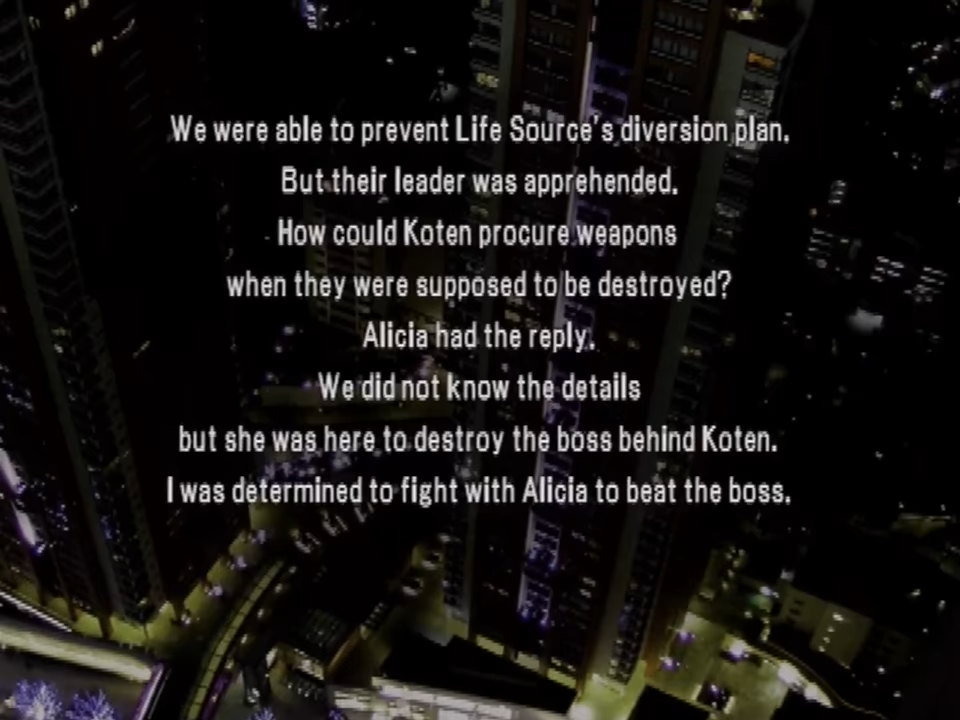 We were able to prevent Life Source's diversion plan.
But their leader was apprehended.
How could Koten procure weapons
when they were supposed to be destroyed?
Alicia had the reply.
We did not know the details
but she was here to destroy the boss behind Koten.
I was determined to fight with Alicia to beat the boss.